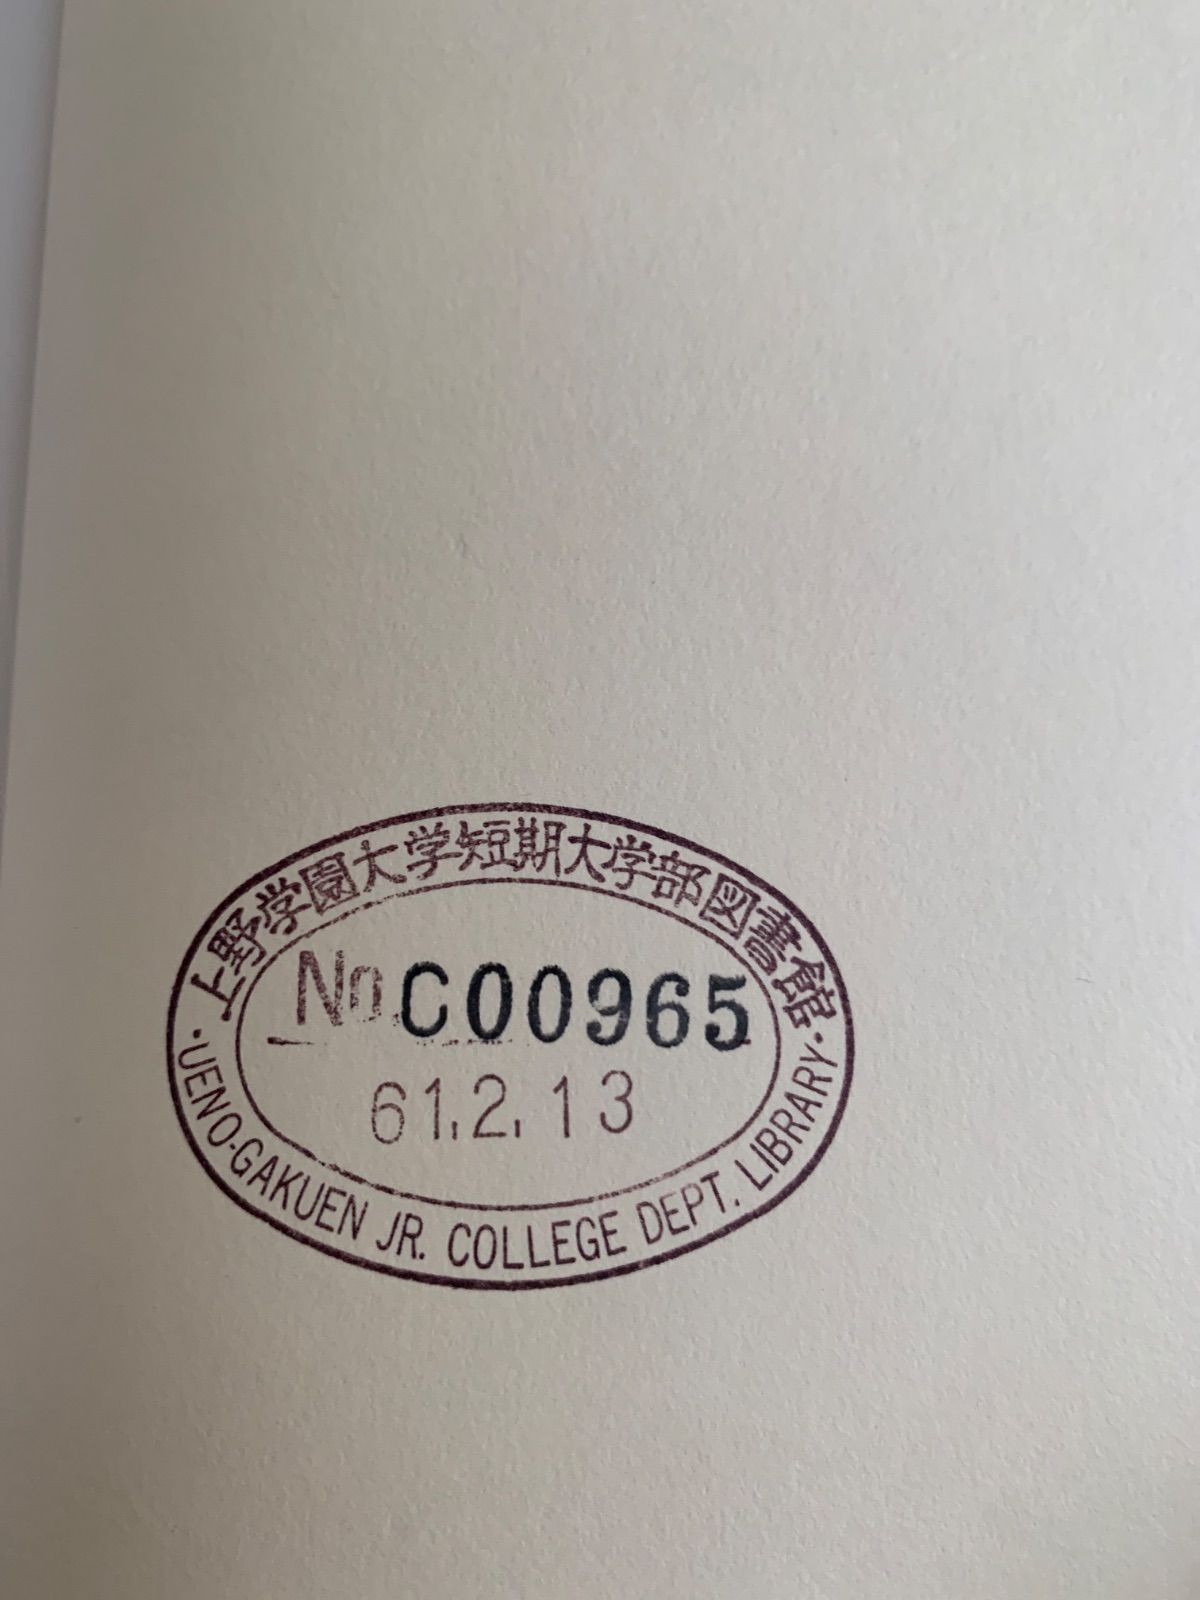 上野学園大学短期大学部図書館
No. C00965
61.2.13
・UENO-GAKUEN JR. COLLEGE DEPT. LIBRARY・